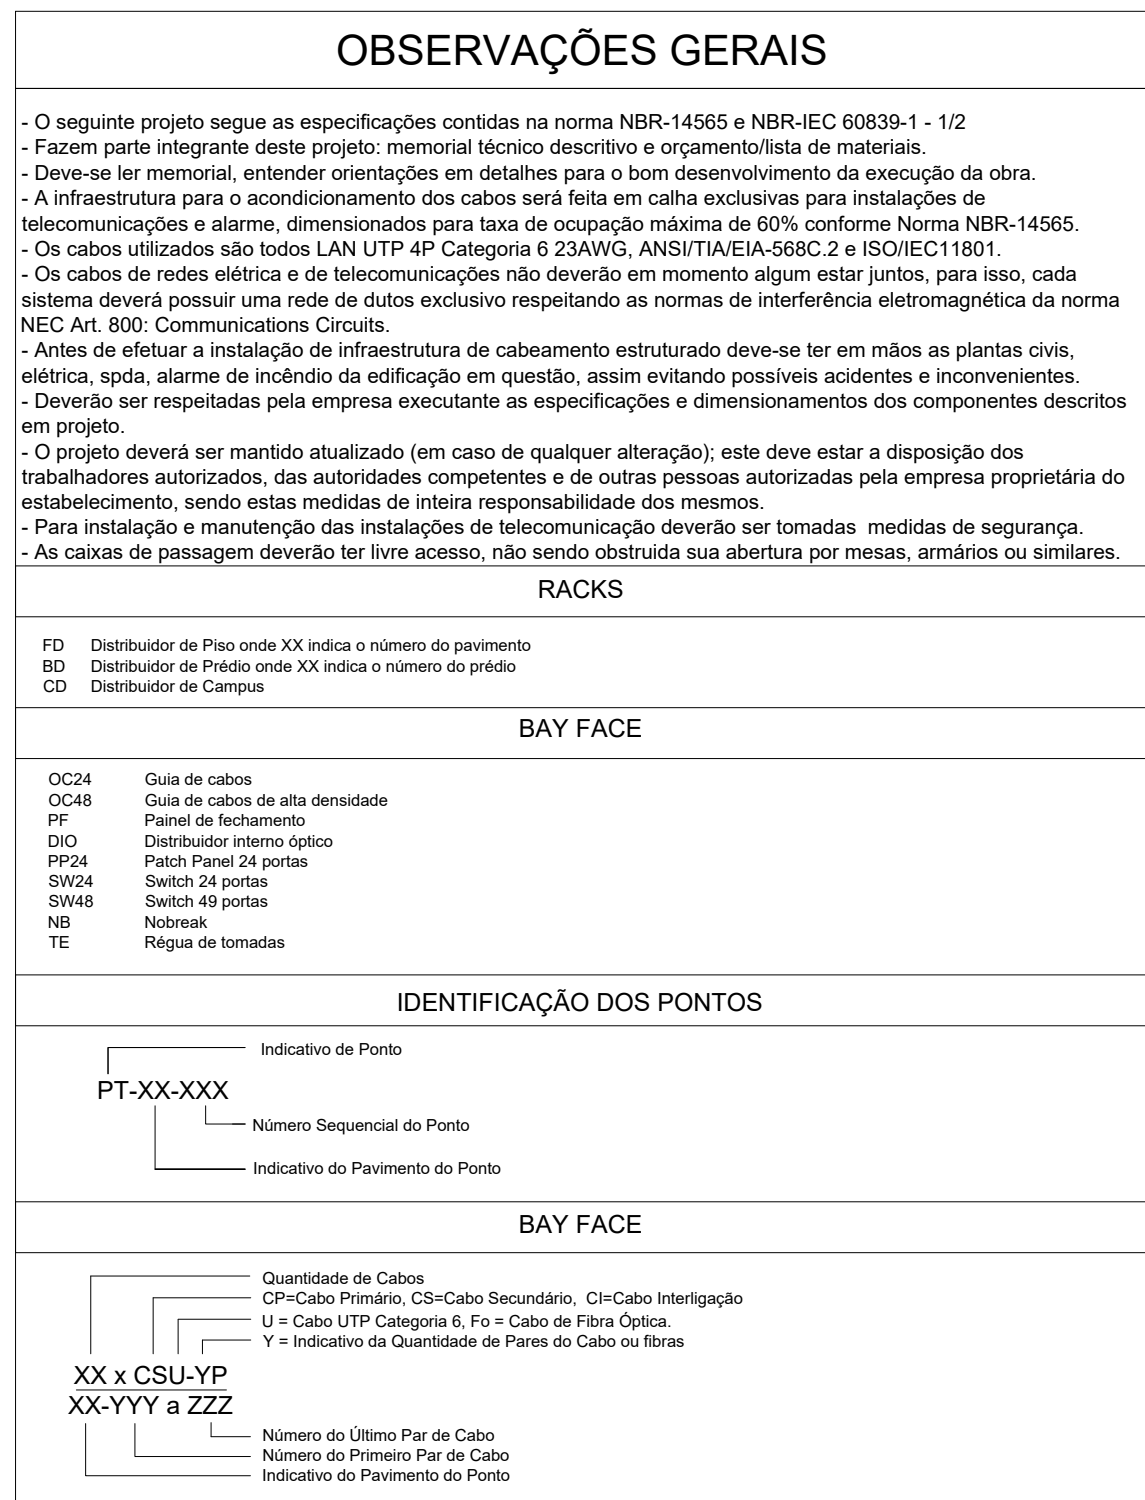 OBSERVAÇÕES GERAIS
- O seguinte projeto segue as especificações contidas na norma NBR-14565 e NBR-IEC 60839-1 - 1/2
- Fazem parte integrante deste projeto: memorial técnico descritivo e orçamento/lista de materiais.
- Deve-se ler memorial, entender orientações em detalhes para o bom desenvolvimento da execução da obra.
- A infraestrutura para o acondicionamento dos cabos será feita em calha exclusivas para instalações de
telecomunicações e alarme, dimensionados para taxa de ocupação máxima de 60% conforme Norma NBR-14565.
- Os cabos utilizados são todos LAN UTP 4P Categoria 6 23AWG, ANSI/TIA/EIA-568C.2 e ISO/IEC11801.
- Os cabos de redes elétrica e de telecomunicações não deverão em momento algum estar juntos, para isso, cada
sistema deverá possuir uma rede de dutos exclusivo respeitando as normas de interferência eletromagnética da norma
NEC Art. 800: Communications Circuits.
- Antes de efetuar a instalação de infraestrutura de cabeamento estruturado deve-se ter em mãos as plantas civis,
elétrica, spda, alarme de incêndio da edificação em questão, assim evitando possíveis acidentes e inconvenientes.
- Deverão ser respeitadas pela empresa executante as especificações e dimensionamentos dos componentes descritos
em projeto.
- O projeto deverá ser mantido atualizado (em caso de qualquer alteração); este deve estar a disposição dos
trabalhadores autorizados, das autoridades competentes e de outras pessoas autorizadas pela empresa proprietária do
estabelecimento, sendo estas medidas de inteira responsabilidade dos mesmos.
- Para instalação e manutenção das instalações de telecomunicação deverão ser tomadas  medidas de segurança.
- As caixas de passagem deverão ter livre acesso, não sendo obstruida sua abertura por mesas, armários ou similares.
RACKS
FD Distribuidor de Piso onde XX indica o número do pavimento
BD Distribuidor de Prédio onde XX indica o número do prédio
CD Distribuidor de Campus
BAY FACE
OC24 Guia de cabos
OC48 Guia de cabos de alta densidade
PF Painel de fechamento
DIO Distribuidor interno óptico
PP24 Patch Panel 24 portas
SW24 Switch 24 portas
SW48 Switch 49 portas
NB Nobreak
TE Régua de tomadas
IDENTIFICAÇÃO DOS PONTOS
Indicativo de Ponto
PT-XX-XXX
Número Sequencial do Ponto
Indicativo do Pavimento do Ponto
BAY FACE
Quantidade de Cabos
CP=Cabo Primário, CS=Cabo Secundário, CI=Cabo Interligação
U = Cabo UTP Categoria 6, Fo = Cabo de Fibra Óptica.
Y = Indicativo da Quantidade de Pares do Cabo ou fibras
XX x CSU-YP
XX-YYY a ZZZ
Número do Último Par de Cabo
Número do Primeiro Par de Cabo
Indicativo do Pavimento do Ponto